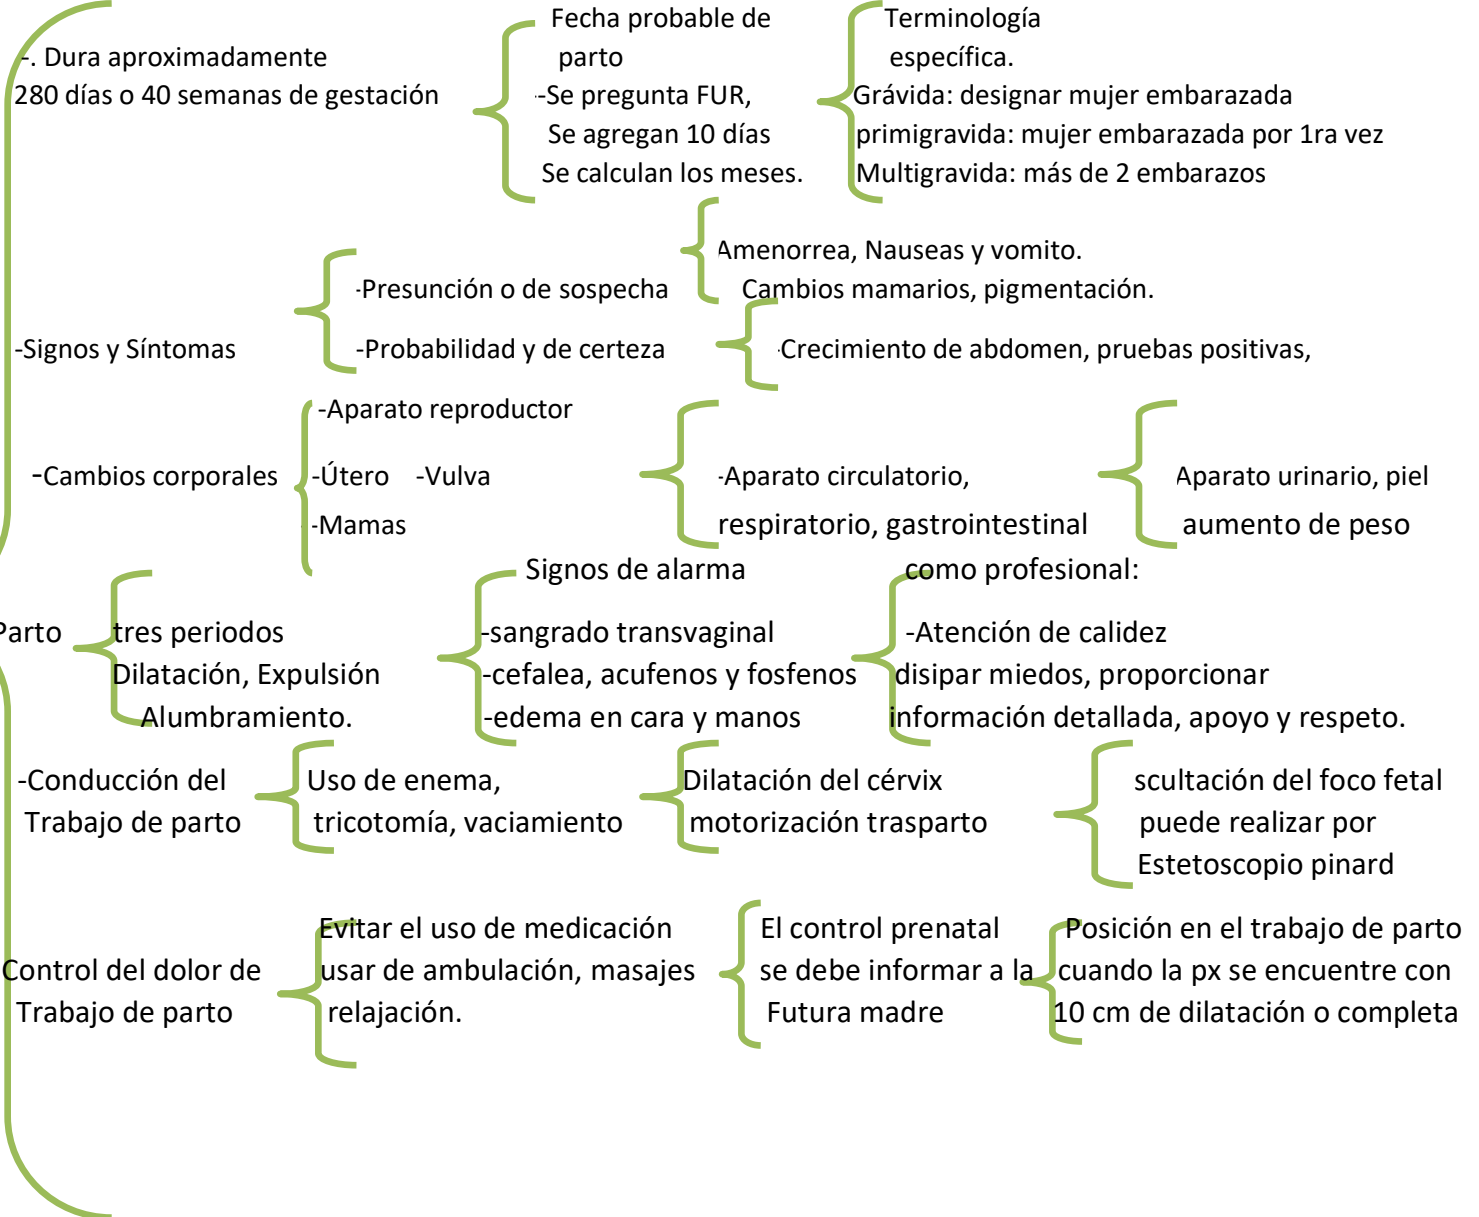 -. Dura aproximadamente
280 días o 40 semanas de gestación
Fecha probable de
parto
--Se pregunta FUR,
Se agregan 10 días
Se calculan los meses.
Terminología
específica.
Grávida: designar mujer embarazada
primigravida: mujer embarazada por 1ra vez
Multigravida: más de 2 embarazos
-Signos y Síntomas
-Presunción o de sospecha
Amenorrea, Nauseas y vomito.
Cambios mamarios, pigmentación.
-Probabilidad y de certeza
-Crecimiento de abdomen, pruebas positivas,
-Cambios corporales
-Aparato reproductor
-Útero -Vulva
-Mamas
-Aparato circulatorio,
respiratorio, gastrointestinal
Aparato urinario, piel
aumento de peso
Parto
tres periodos
Dilatación, Expulsión
Alumbramiento.
Signos de alarma
-sangrado transvaginal
-cefalea, acufenos y fosfenos
-edema en cara y manos
como profesional:
-Atención de calidez
disipar miedos, proporcionar
información detallada, apoyo y respeto.
-Conducción del
Trabajo de parto
Uso de enema,
tricotomía, vaciamiento
Dilatación del cérvix
motorización trasparto
scultación del foco fetal
puede realizar por
Estetoscopio pinard
Control del dolor de
Trabajo de parto
Evitar el uso de medicación
usar de ambulación, masajes
relajación.
El control prenatal
se debe informar a la
Futura madre
Posición en el trabajo de parto
cuando la px se encuentre con
10 cm de dilatación o completa